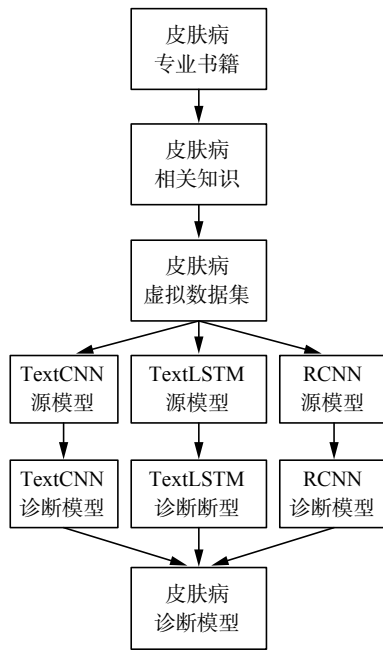 皮肤病
专业书籍
皮肤病
相关知识
皮肤病
虚拟数据集
TextCNN
源模型
TextLSTM
源模型
RCNN
源模型
TextCNN
诊断模型
TextLSTM
诊断断型
RCNN
诊断模型
皮肤病
诊断模型